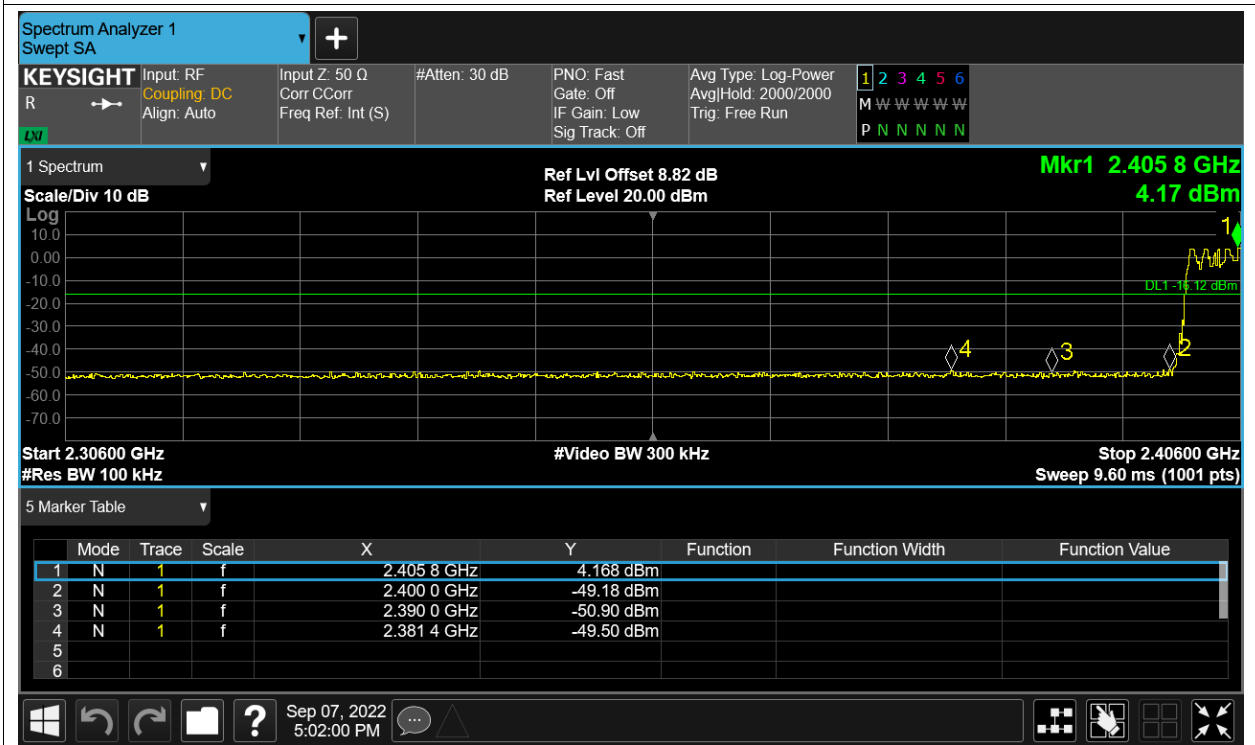 Spectrum Analyzer 1
Swept SA
KEYSIGHT Input: RF Input Z: 50 Ω #Atten: 30 dB PNO: Fast Avg Type: Log-Power 1 2 3 4 5 6
R Coupling: DC Corr CCorr Gate: Off Avg|Hold: 2000/2000 M W W W W W
Align: Auto Freq Ref: Int (S) IF Gain: Low Trig: Free Run
LXI Sig Track: Off P N N N N N
1 Spectrum Ref Lvl Offset 8.82 dB Mkr1 2.405 8 GHz
Scale/Div 10 dB Ref Level 20.00 dBm 4.17 dBm
Log
1
10.0
0.00
-10.0
DL1 -16.12 dBm
-20.0
-30.0
-40.0
4 3 2
-50.0
-60.0
-70.0
Start 2.30600 GHz #Video BW 300 kHz Stop 2.40600 GHz
#Res BW 100 kHz Sweep 9.60 ms (1001 pts)
5 Marker Table
Mode Trace Scale X Y Function Function Width Function Value
1 N 1 f 2.405 8 GHz 4.168 dBm
2 N 1 f 2.400 0 GHz -49.18 dBm
3 N 1 f 2.390 0 GHz -50.90 dBm
4 N 1 f 2.381 4 GHz -49.50 dBm
5
6
? Sep 07, 2022
5:02:00 PM